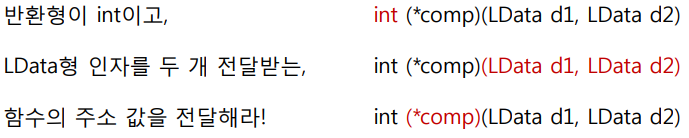 반환형이 int이고, int (*comp)(LData d1, LData d2)
LData형 인자를 두 개 전달받는, int (*comp)(LData d1, LData d2)
함수의 주소 값을 전달해라! int (*comp)(LData d1, LData d2)